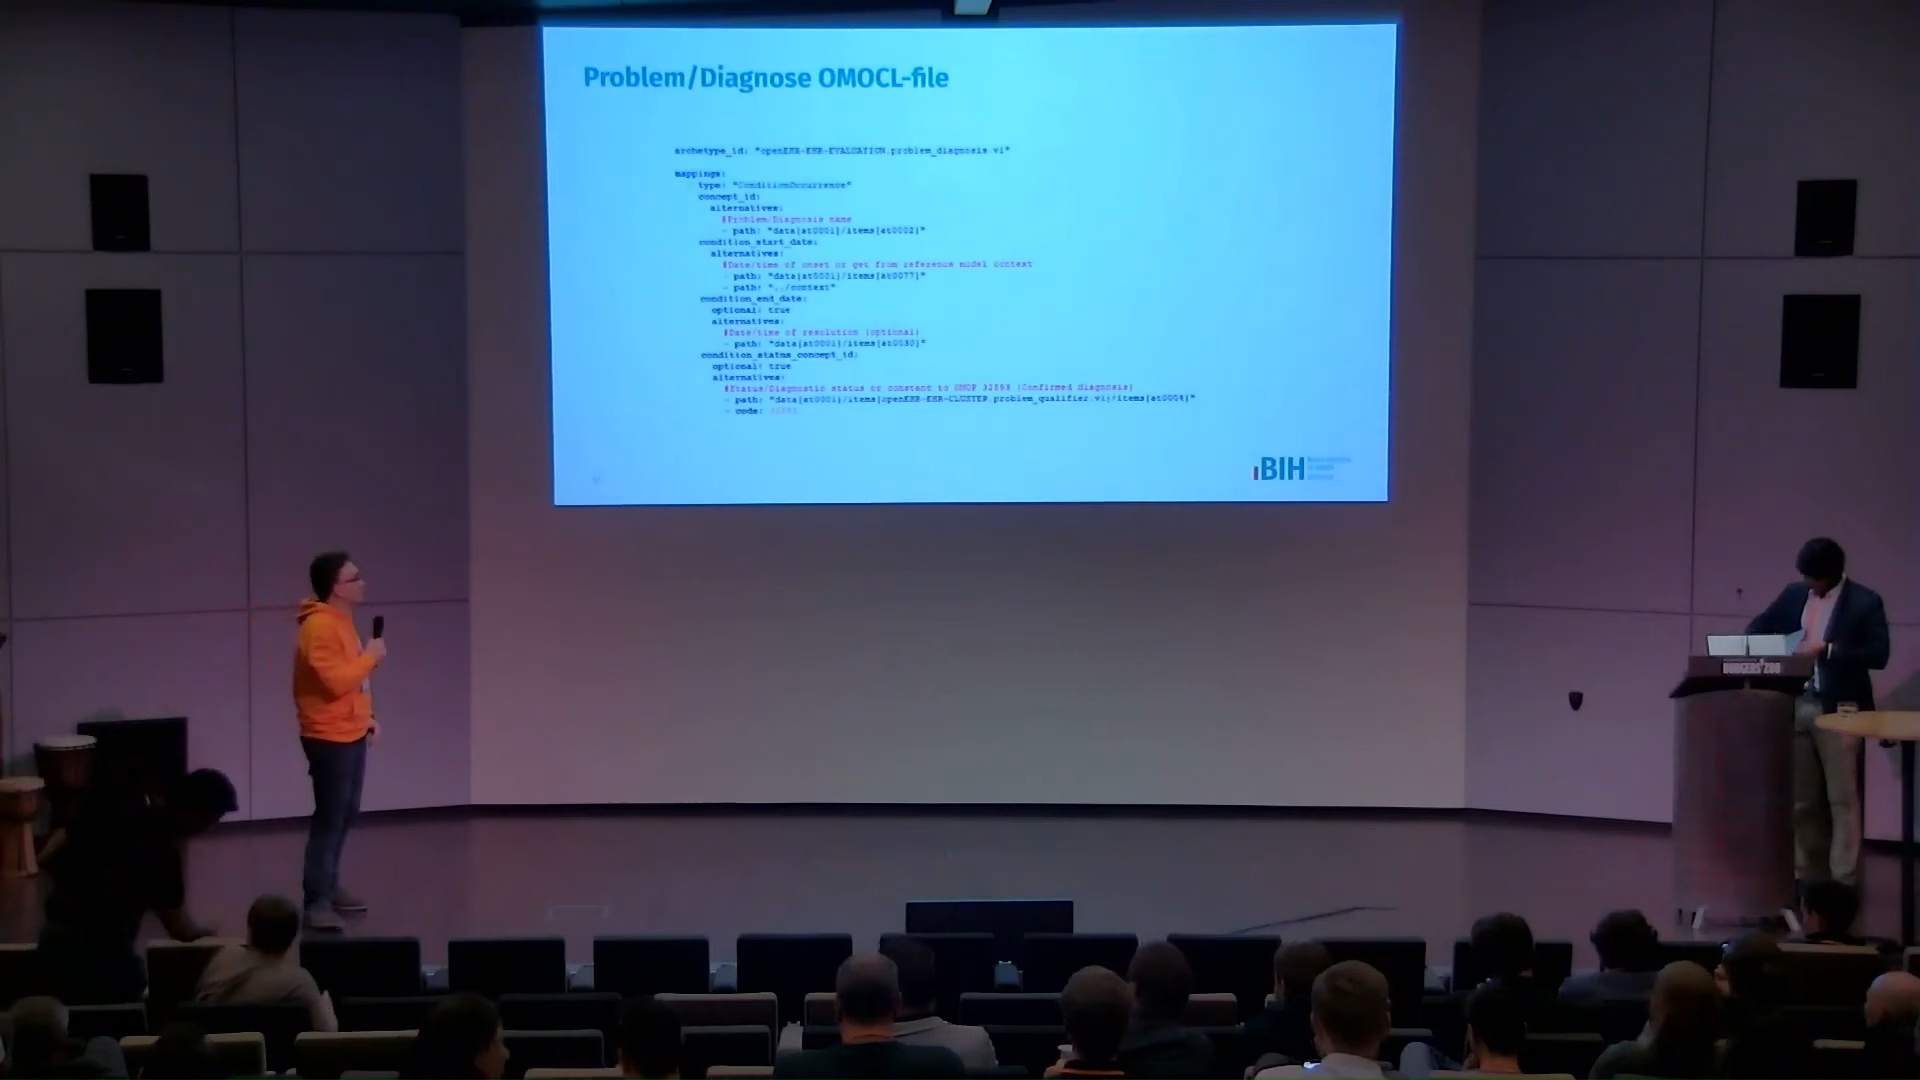 Problem/Diagnose OMOCL-file
archetype_id: "openEHR-EHR-EVALUATION.problem_diagnosis.v1"
mappings:
type: "ConditionOccurrence"
concept_id:
alternatives:
#Problem/Diagnosis name
- path: "data[at0001]/items[at0002]"
condition_start_date:
alternatives:
#Date/time of onset or get from reference model context
- path: "data[at0001]/items[at0077]"
- path: "../context"
condition_end_date:
optional: true
alternatives:
#Date/time of resolution (optional)
- path: "data[at0001]/items[at0030]"
condition_status_concept_id:
optional: true
alternatives:
#Status/Diagnostic status or constant to OMOP 32893 (Confirmed diagnosis)
- path: "data[at0001]/items[openEHR-EHR-CLUSTER.problem_qualifier.v1]/items[at0004]"
- code: 32893
BIH
BURGERS' ZOO